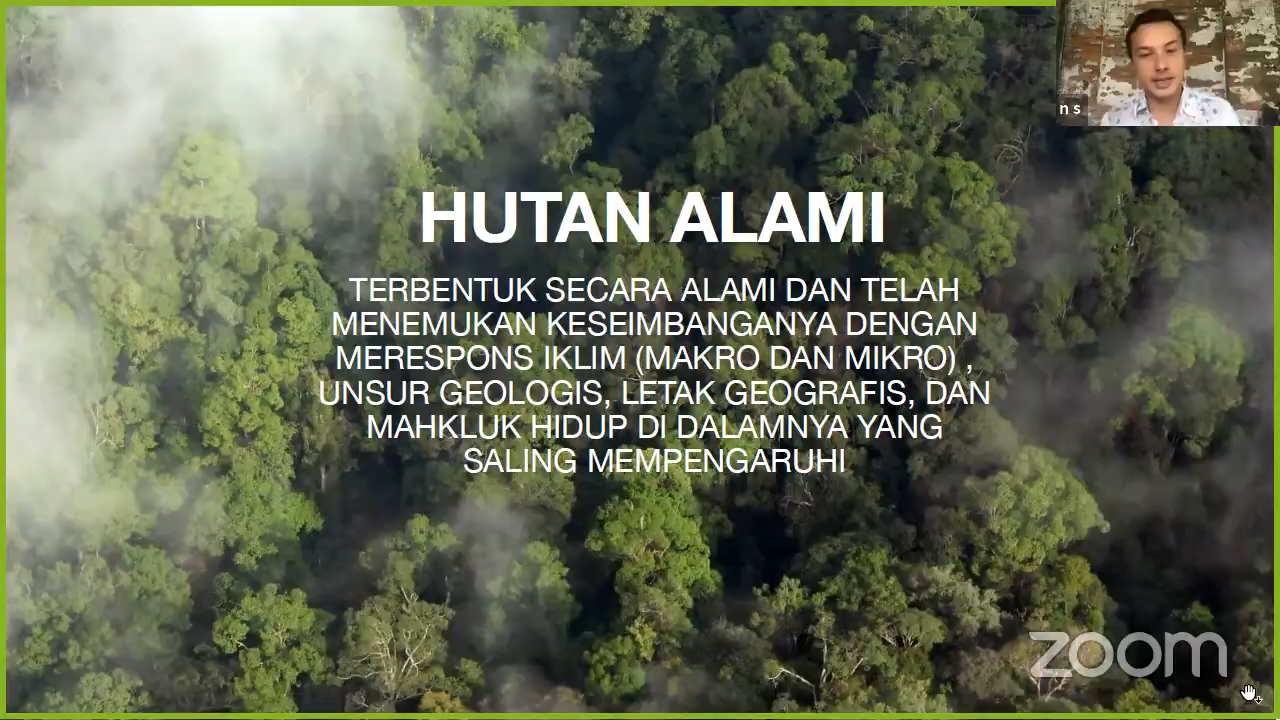 n s
HUTAN ALAMI
TERBENTUK SECARA ALAMI DAN TELAH
MENEMUKAN KESEIMBANGANYA DENGAN
MERESPONS IKLIM (MAKRO DAN MIKRO) ,
UNSUR GEOLOGIS, LETAK GEOGRAFIS, DAN
MAHKLUK HIDUP DI DALAMNYA YANG
SALING MEMPENGARUHI
zoom